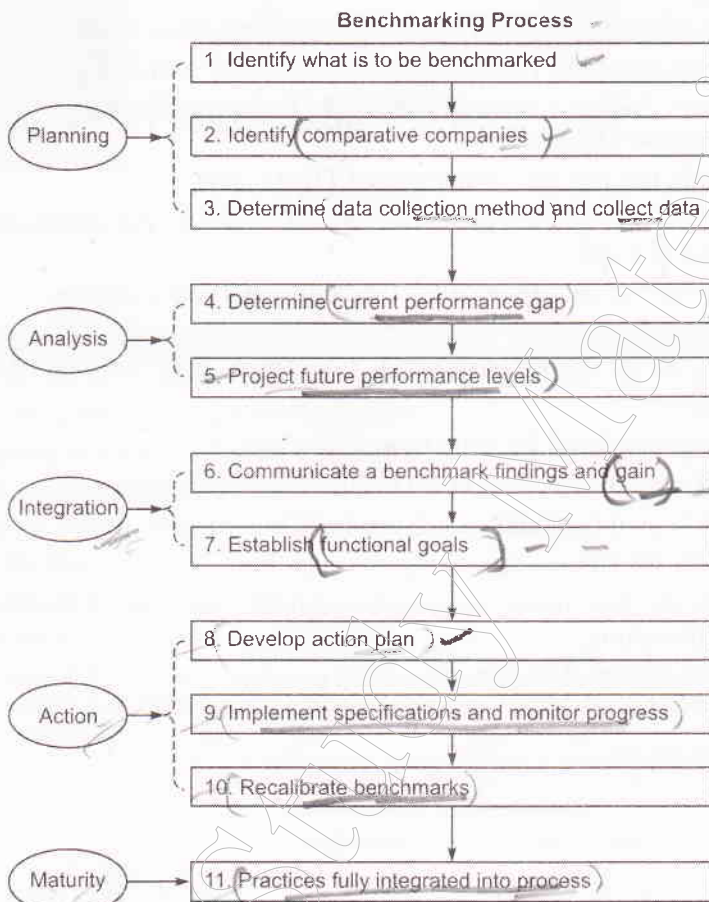 Benchmarking Process
1 Identify what is to be benchmarked
2. Identify comparative companies
Planning
3. Determine data collection method and collect data
4. Determine current performance gap
Analysis
5. Project future performance levels
6. Communicate a benchmark findings and gain
Integration
7. Establish functional goals
8. Develop action plan
9. Implement specifications and monitor progress
Action
10. Recalibrate benchmarks
Maturity
11. Practices fully integrated into process
Study Mate